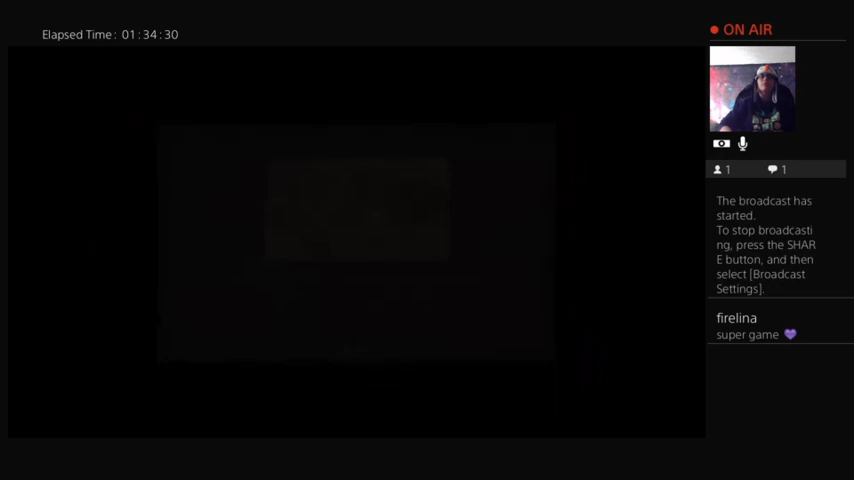 Elapsed Time: 01:34:30
ON AIR
1 1
The broadcast has
started.
To stop broadcasti
ng, press the SHAR
E button, and then
select [Broadcast
Settings].
firelina
super game 💜